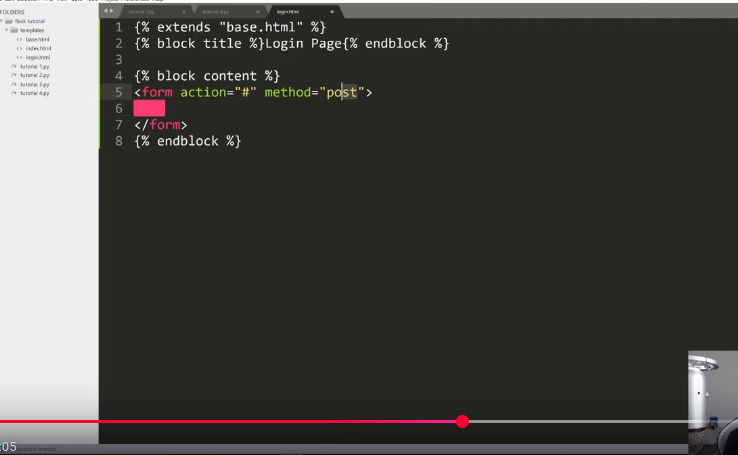 FOLDERS
flask tutorial
templates
base.html
index.html
login.html
tutorial 1.py
tutorial 2.py
tutorial 3.py
tutorial 4.py
tutorial 1.py
tutorial 4.py
login.html
1 {% extends "base.html" %}
2 {% block title %}Login Page{% endblock %}
3
4 {% block content %}
5 <form action="#" method="post">
6
7 </form>
8 {% endblock %}
:05